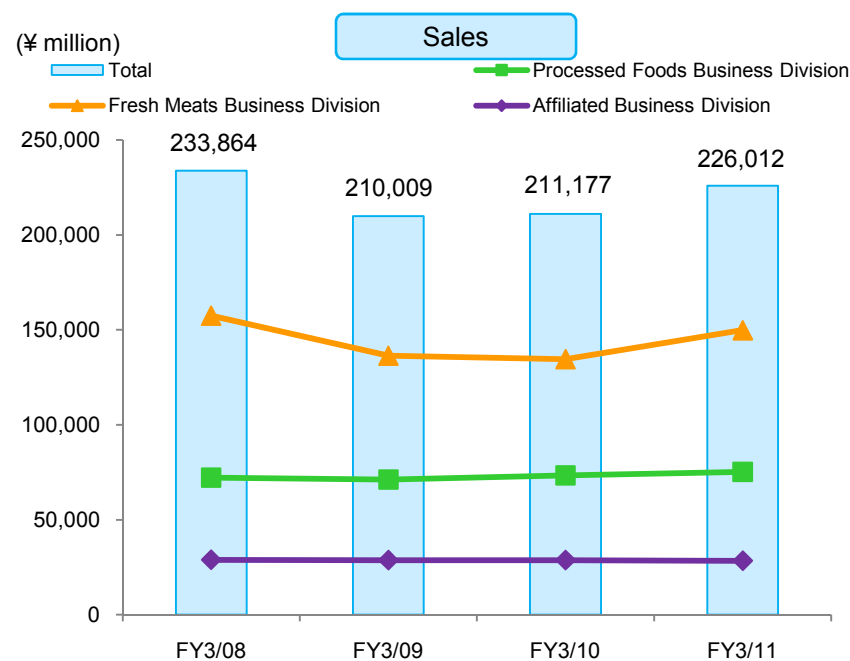 Sales
(¥ million)
Total
Processed Foods Business Division
Fresh Meats Business Division
Affiliated Business Division
250,000
200,000
150,000
100,000
50,000
0
233,864
210,009
211,177
226,012
FY3/08
FY3/09
FY3/10
FY3/11